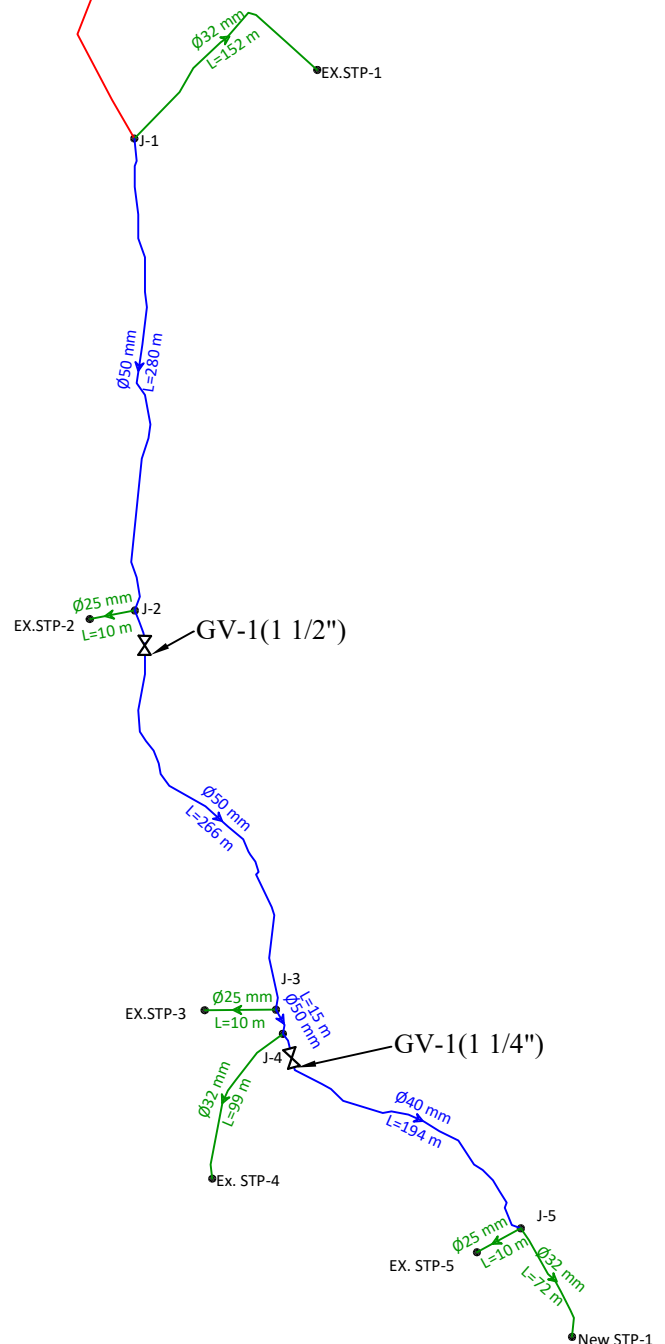 Ø32 mm
L=152 m
EX.STP-1
J-1
Ø50 mm
L=280 m
Ø25 mm
J-2
EX.STP-2
L=10 m
GV-1(1 1/2")
Ø50 mm
L=266 m
J-3
Ø25 mm
L=15 m
Ø50 mm
EX.STP-3
L=10 m
J-4
GV-1(1 1/4")
Ø32 mm
L=99 m
Ø40 mm
L=194 m
Ex. STP-4
J-5
Ø25 mm
L=10 m
EX. STP-5
Ø32 mm
L=72 m
New STP-1